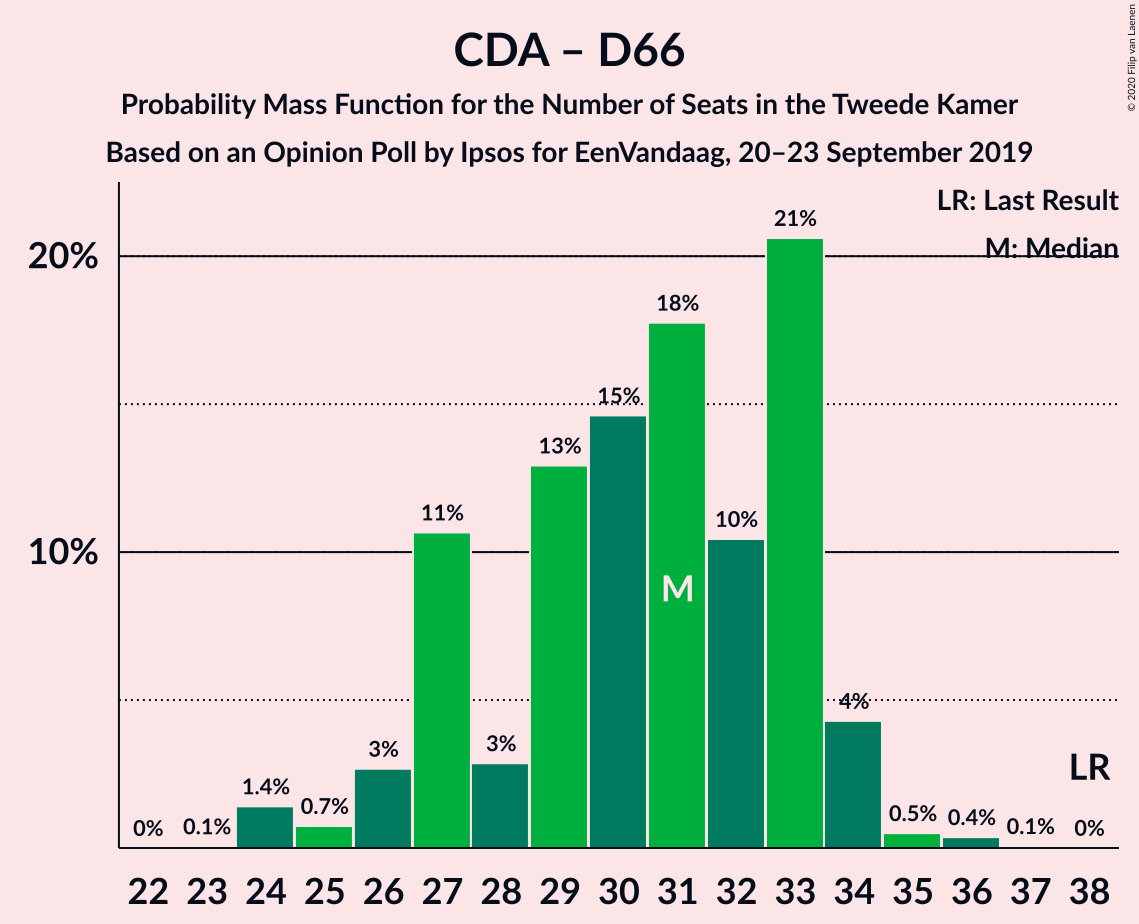 CDA – D66
Probability Mass Function for the Number of Seats in the Tweede Kamer
Based on an Opinion Poll by Ipsos for EenVandaag, 20–23 September 2019
© 2020 Filip van Laenen
LR: Last Result
M: Median
20%
10%
0%
0.1%
1.4%
0.7%
3%
11%
3%
13%
15%
18%
10%
21%
4%
0.5%
0.4%
0.1%
0%
M
LR
22 23 24 25 26 27 28 29 30 31 32 33 34 35 36 37 38